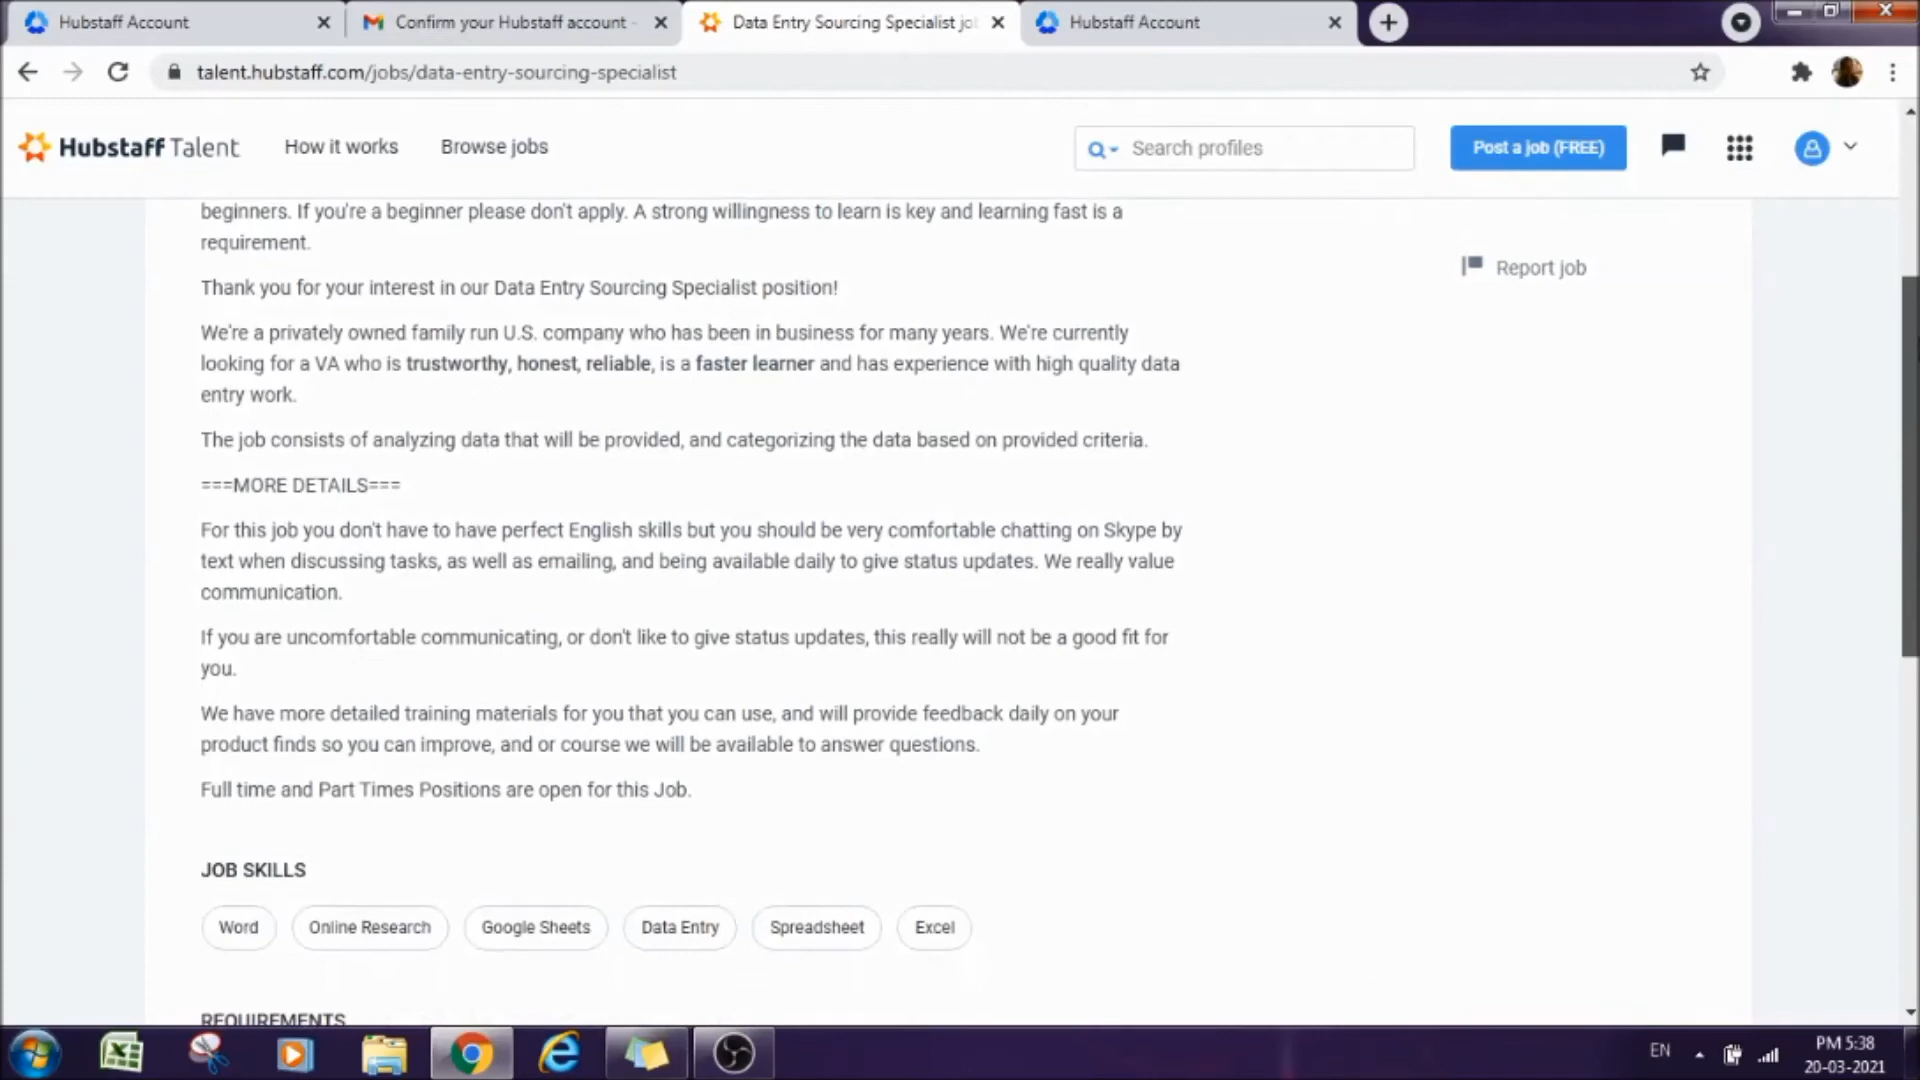 Hubstaff Account
Confirm your Hubstaff account -
Data Entry Sourcing Specialist jo
Hubstaff Account
talent.hubstaff.com/jobs/data-entry-sourcing-specialist
Hubstaff Talent
How it works
Browse jobs
Search profiles
Post a job (FREE)
beginners. If you're a beginner please don't apply. A strong willingness to learn is key and learning fast is a
requirement.
Report job
Thank you for your interest in our Data Entry Sourcing Specialist position!
We're a privately owned family run U.S. company who has been in business for many years. We're currently
looking for a VA who is trustworthy, honest, reliable, is a faster learner and has experience with high quality data
entry work.
The job consists of analyzing data that will be provided, and categorizing the data based on provided criteria.
===MORE DETAILS===
For this job you don't have to have perfect English skills but you should be very comfortable chatting on Skype by
text when discussing tasks, as well as emailing, and being available daily to give status updates. We really value
communication.
If you are uncomfortable communicating, or don't like to give status updates, this really will not be a good fit for
you.
We have more detailed training materials for you that you can use, and will provide feedback daily on your
product finds so you can improve, and or course we will be available to answer questions.
Full time and Part Times Positions are open for this Job.
JOB SKILLS
Word
Online Research
Google Sheets
Data Entry
Spreadsheet
Excel
REQUIREMENTS
EN
PM 5:38
20-03-2021